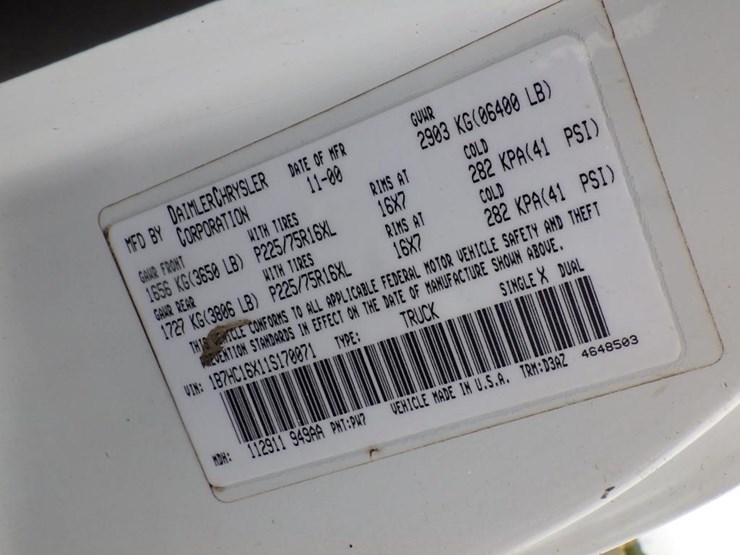 MFD BY DAIMLERCHRYSLER CORPORATION DATE OF MFR 11-00 GVWR 2903 KG(06400 LB)
GAWR FRONT WITH TIRES RIMS AT COLD
1656 KG(3650 LB) P225/75R16XL 16X7 282 KPA(41 PSI)
GAWR REAR WITH TIRES RIMS AT COLD
1727 KG(3806 LB) P225/75R16XL 16X7 282 KPA(41 PSI)
CONFORMS TO ALL APPLICABLE FEDERAL MOTOR VEHICLE SAFETY AND THEFT
STANDARDS IN EFFECT ON THE DATE OF MANUFACTURE SHOWN ABOVE.
VIN: 1B7HC16X11S170071 TYPE: TRUCK SINGLE X DUAL
MDH: 112911 949AA PNT:PW7 VEHICLE MADE IN U.S.A. TRM:D3AZ 4648503